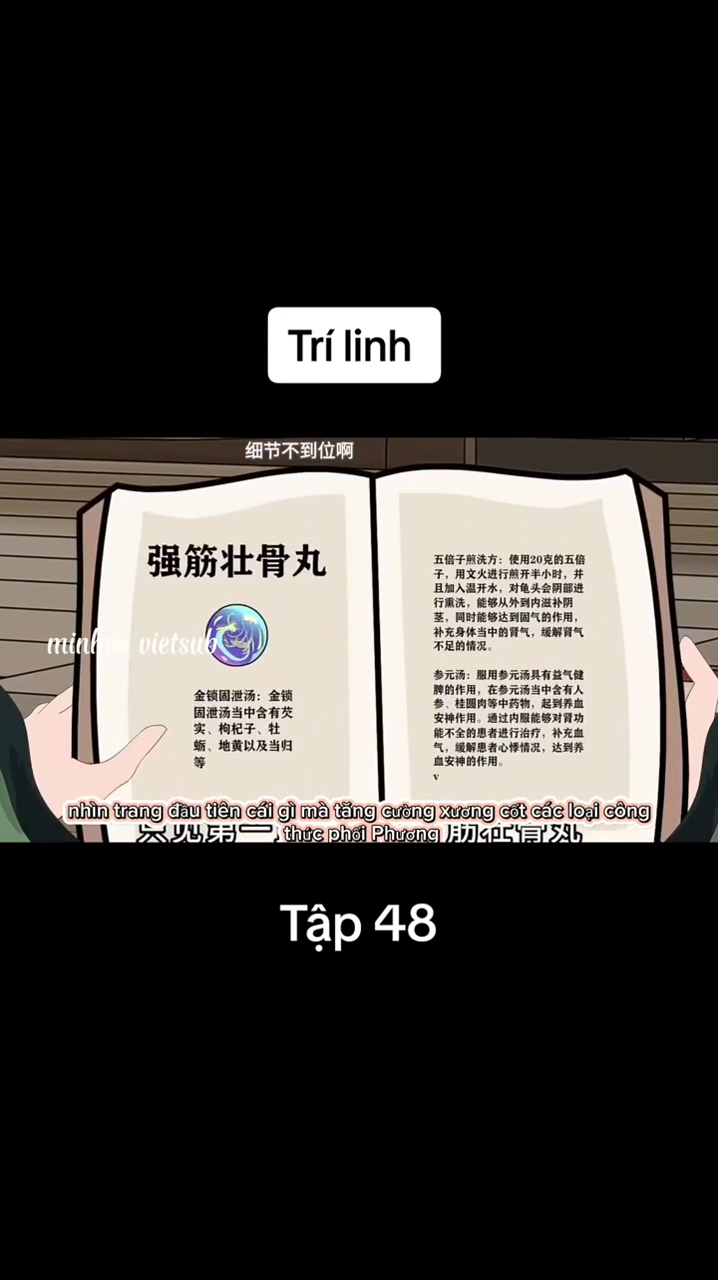 Trí linh
细节不到位啊
强筋壮骨丸
金锁固泄汤：金锁
固泄汤当中含有芡
实、枸杞子、牡
蛎、地黄以及当归
等
五倍子煎洗方：使用20克的五倍
子，用文火进行煎开半小时，并
且加入温开水，对龟头会阴部进
行熏洗，能够从外到内滋补阴
茎，同时能够达到固气的作用，
补充身体当中的肾气，缓解肾气
不足的情况。
参元汤：服用参元汤具有益气健
脾的作用，在参元汤当中含有人
参、桂圆肉等中药物，起到养血
安神作用。通过内服能够对肾功
能不全的患者进行治疗，补充血
气，缓解患者心悸情况，达到养
血安神的作用。
v
vietsub
nhìn trang đầu tiên cái gì mà tăng cường xương cốt các loại công
thức phối Phương
只见第一
筋壮骨丸
Tập 48